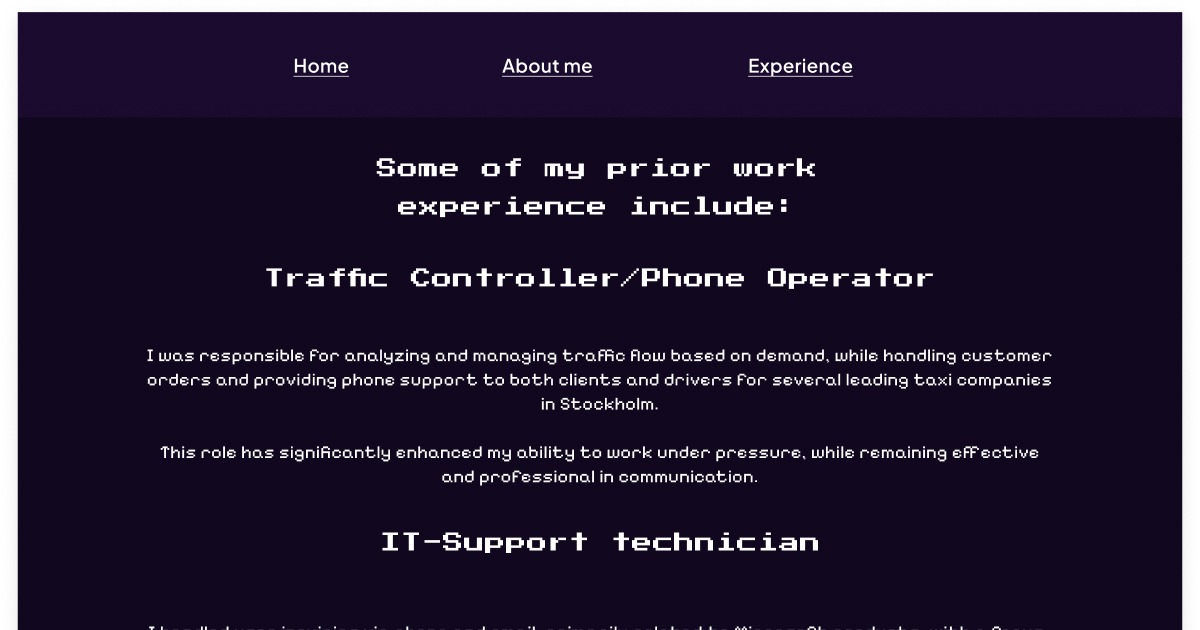 Home About me Experience
Some of my prior work
experience include:
Traffic Controller/Phone Operator
I was responsible for analyzing and managing traffic flow based on demand, while handling customer
orders and providing phone support to both clients and drivers for several leading taxi companies
in Stockholm.
This role has significantly enhanced my ability to work under pressure, while remaining effective
and professional in communication.
IT-Support technician